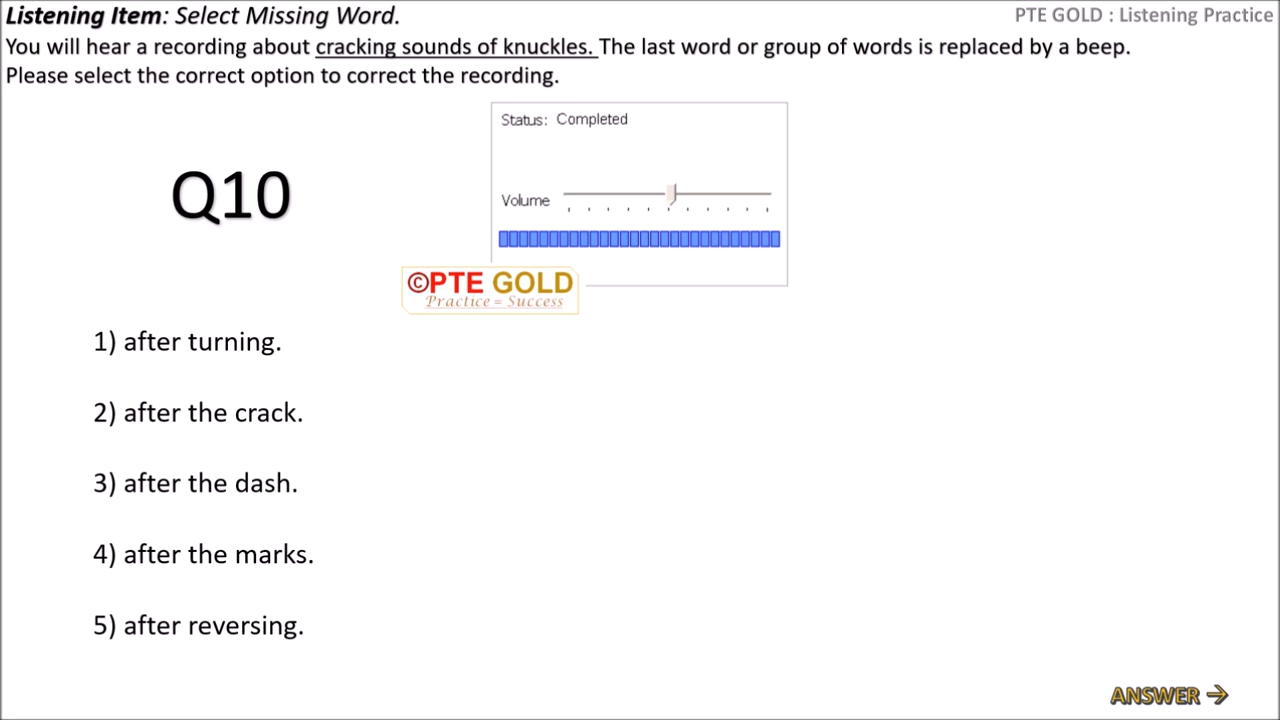 Listening Item: Select Missing Word.
PTE GOLD : Listening Practice
You will hear a recording about cracking sounds of knuckles. The last word or group of words is replaced by a beep.
Please select the correct option to correct the recording.
Status: Completed
Q10
Volume
©PTE GOLD
Practice = Success
1) after turning.
2) after the crack.
3) after the dash.
4) after the marks.
5) after reversing.
ANSWER →